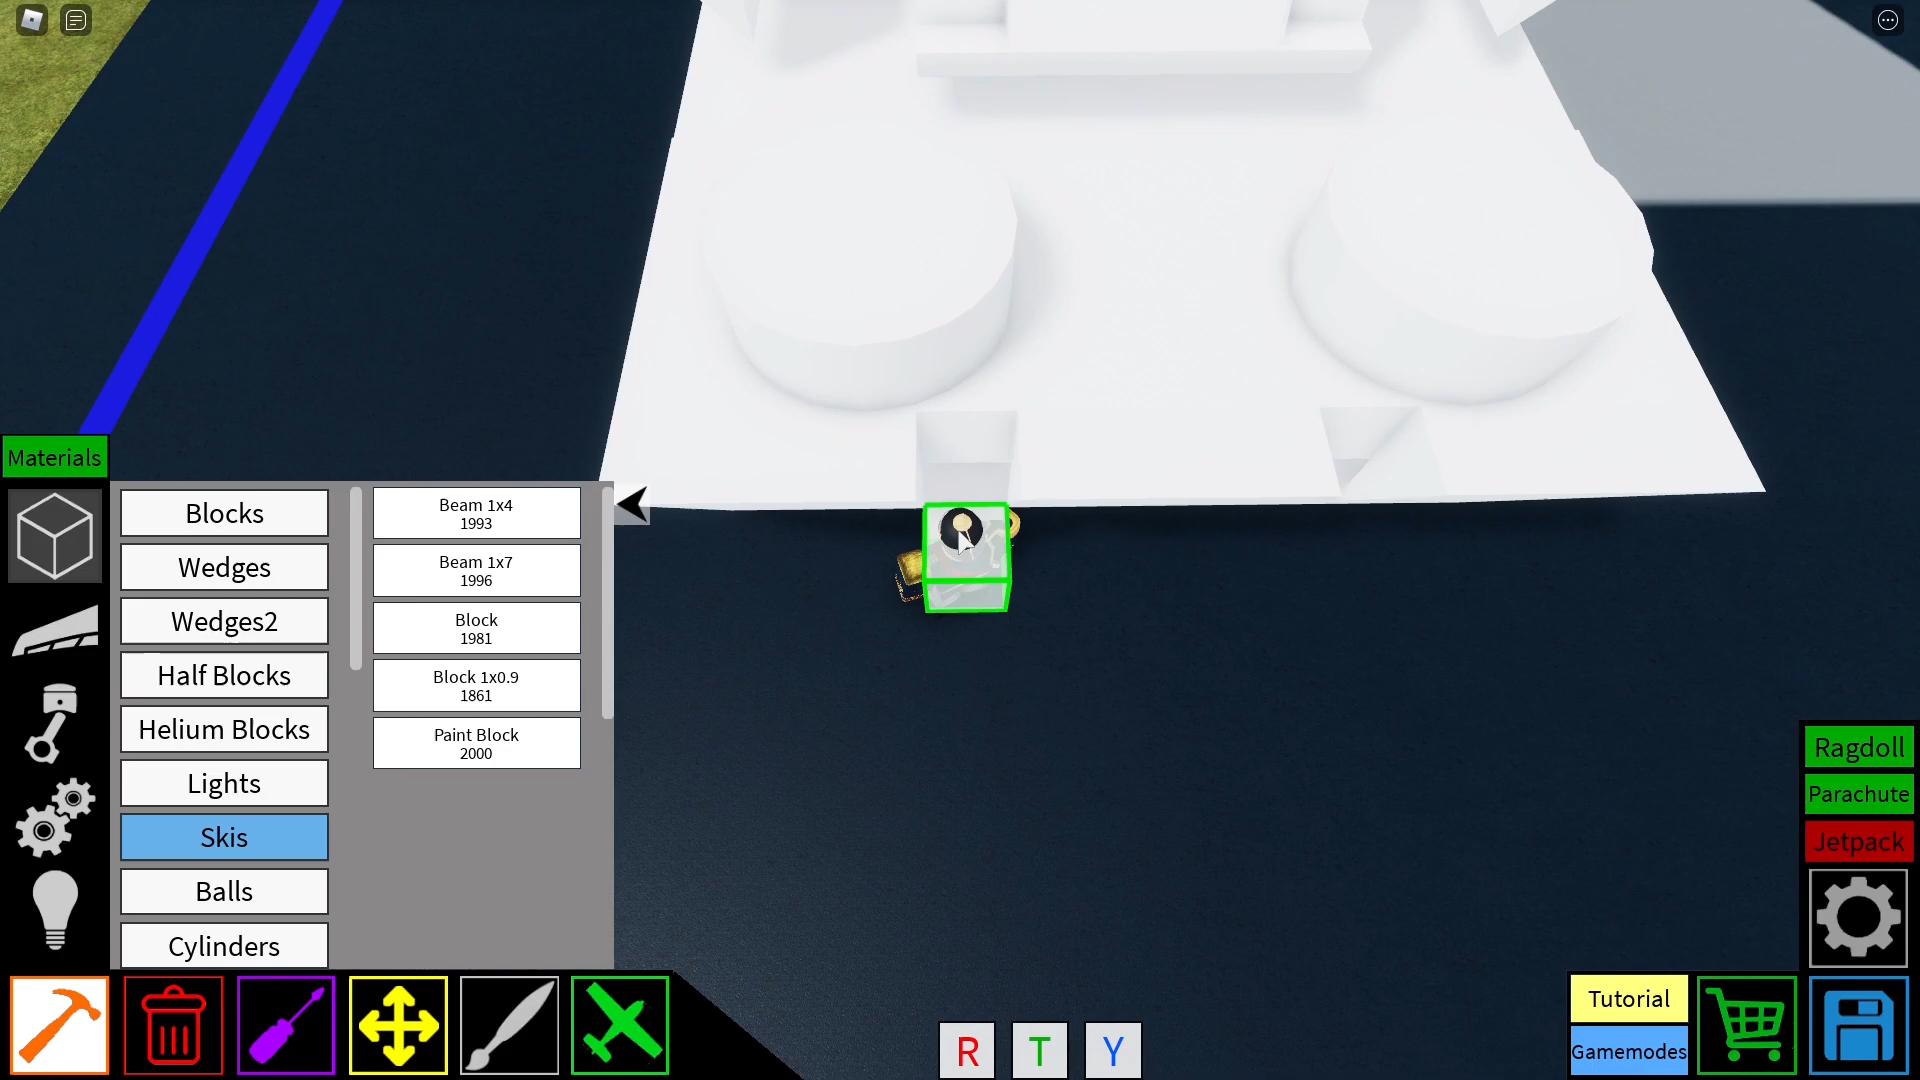 Materials
Blocks
Wedges
Wedges2
Half Blocks
Helium Blocks
Lights
Skis
Balls
Cylinders
Beam 1x4
1993
Beam 1x7
1996
Block
1981
Block 1x0.9
1861
Paint Block
2000
Ragdoll
Parachute
Jetpack
Tutorial
Gamemodes
R T Y